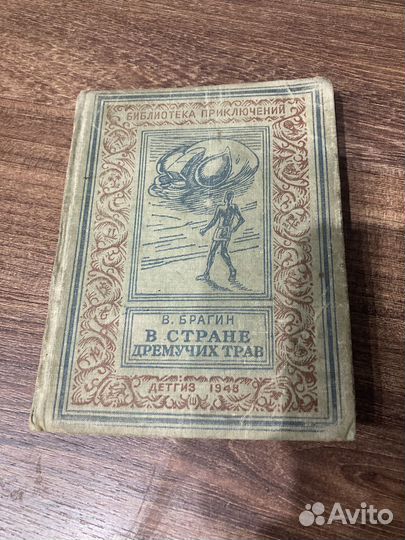 БИБЛИОТЕКА ПРИКЛЮЧЕНИЙ
В. БРАГИН
В СТРАНЕ
ДРЕМУЧИХ ТРАВ
ДЕТГИЗ 1948
Avito